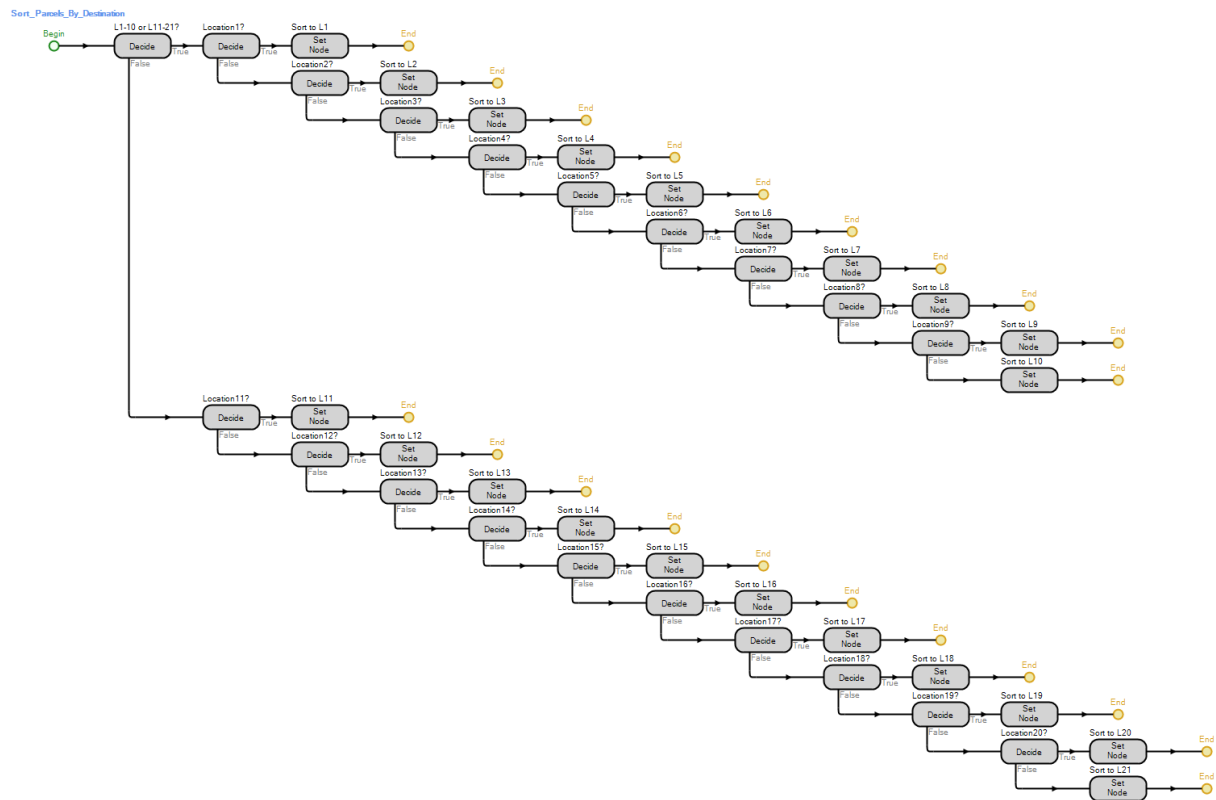 Sort_Parcels_By_Destination
Begin
L1-10 or L11-21?
Decide
True
False
Location1?
Decide
True
False
Sort to L1
Set
Node
End
Location2?
Decide
True
False
Sort to L2
Set
Node
End
Location3?
Decide
True
False
Sort to L3
Set
Node
End
Location4?
Decide
True
False
Sort to L4
Set
Node
End
Location5?
Decide
True
False
Sort to L5
Set
Node
End
Location6?
Decide
True
False
Sort to L6
Set
Node
End
Location7?
Decide
True
False
Sort to L7
Set
Node
End
Location8?
Decide
True
False
Sort to L8
Set
Node
End
Location9?
Decide
True
False
Sort to L9
Set
Node
End
Sort to L10
Set
Node
End
Location11?
Decide
True
False
Sort to L11
Set
Node
End
Location12?
Decide
True
False
Sort to L12
Set
Node
End
Location13?
Decide
True
False
Sort to L13
Set
Node
End
Location14?
Decide
True
False
Sort to L14
Set
Node
End
Location15?
Decide
True
False
Sort to L15
Set
Node
End
Location16?
Decide
True
False
Sort to L16
Set
Node
End
Location17?
Decide
True
False
Sort to L17
Set
Node
End
Location18?
Decide
True
False
Sort to L18
Set
Node
End
Location19?
Decide
True
False
Sort to L19
Set
Node
End
Location20?
Decide
True
False
Sort to L20
Set
Node
End
Sort to L21
Set
Node
End